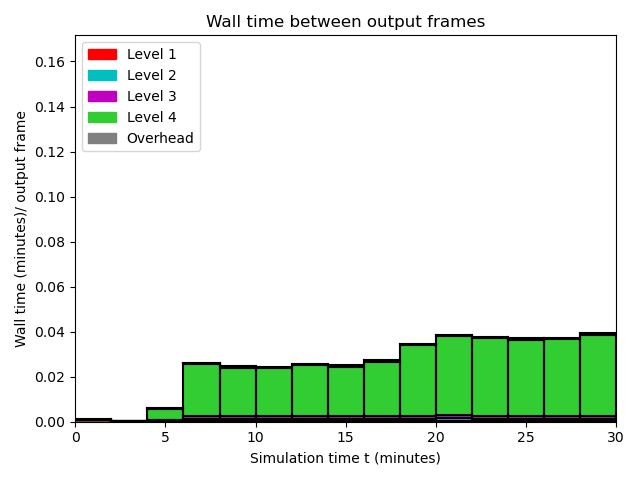 Wall time between output frames
Level 1
Level 2
Level 3
Level 4
Overhead
0.16
0.14
0.12
0.10
0.08
0.06
0.04
0.02
0.00
Wall time (minutes)/ output frame
0
5
10
15
20
25
30
Simulation time t (minutes)